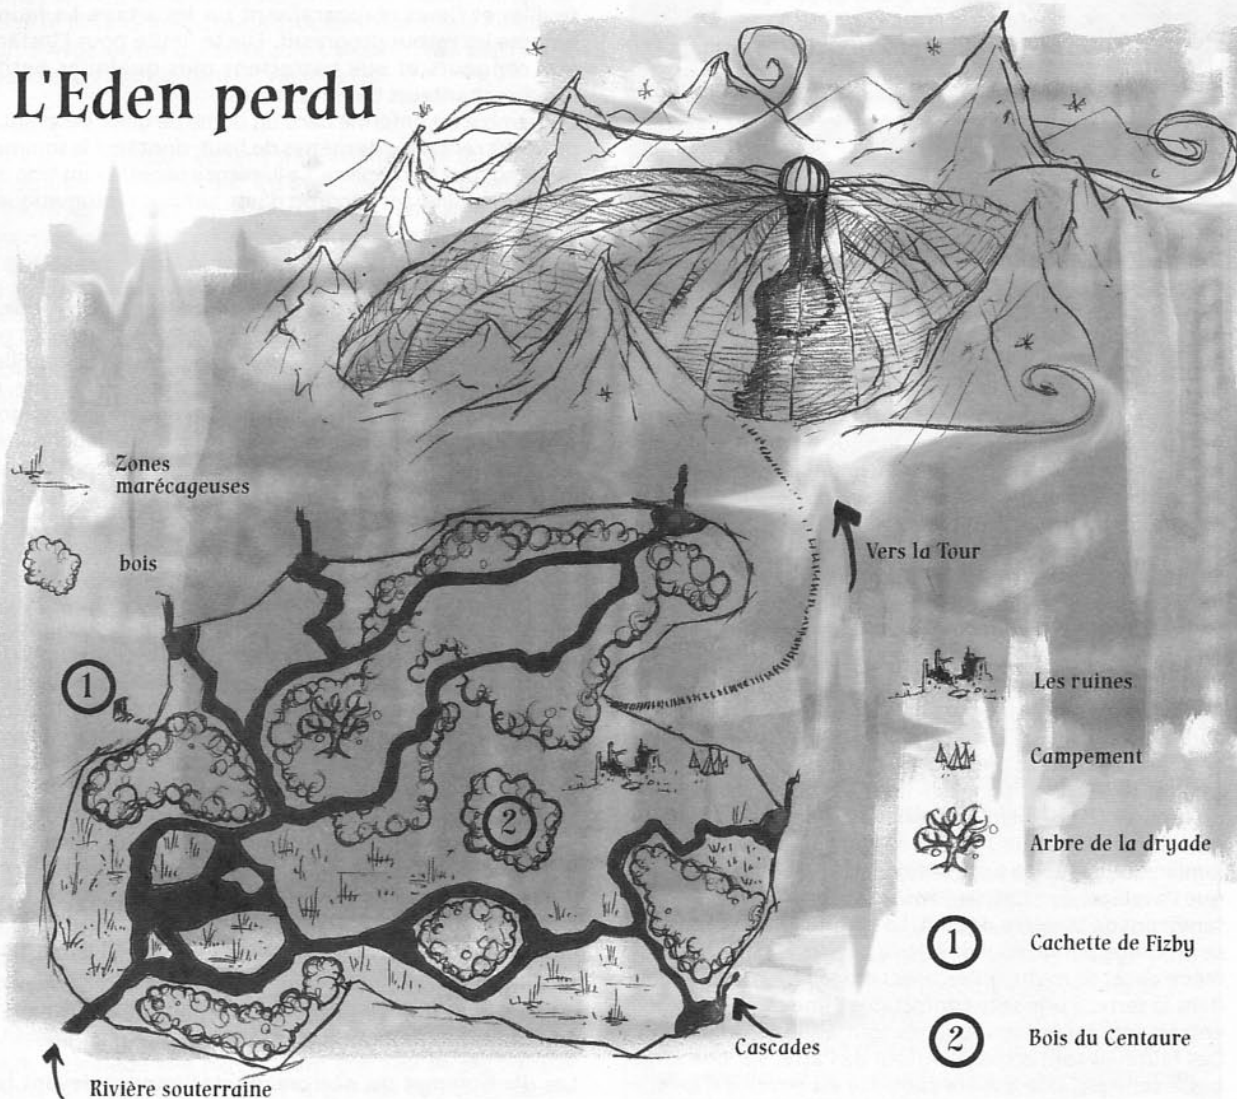 L'Eden perdu
Zones
marécageuses
bois
Vers la Tour
1
Les ruines
Campement
2
Arbre de la dryade
1
Cachette de Fizby
2
Bois du Centaure
Cascades
Rivière souterraine